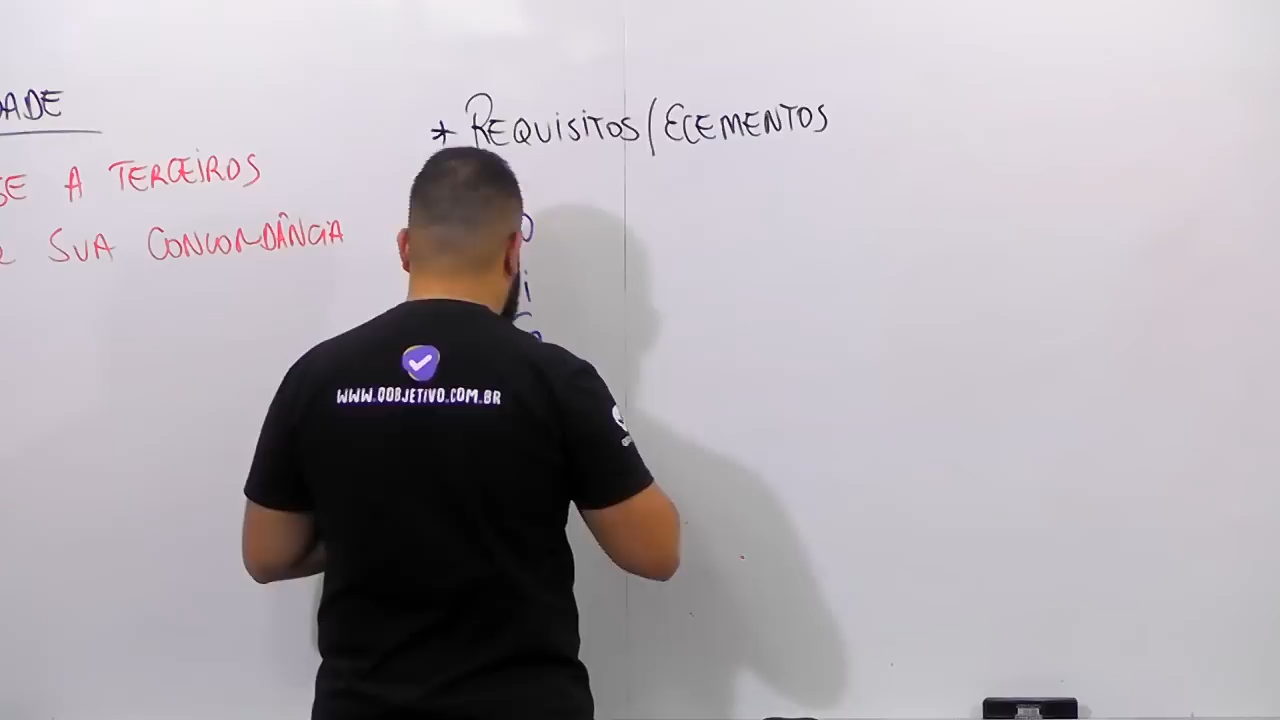 ADE
* REQUISITOS/ELEMENTOS
SE A TERCEIROS
SUA CONCORDÂNCIA
WWW.QOBJETIVO.COM.BR